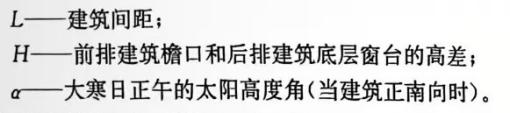 L——建筑间距；
H——前排建筑檐口和后排建筑底层窗台的高差；
α——大寒日正午的太阳高度角（当建筑正南向时）。